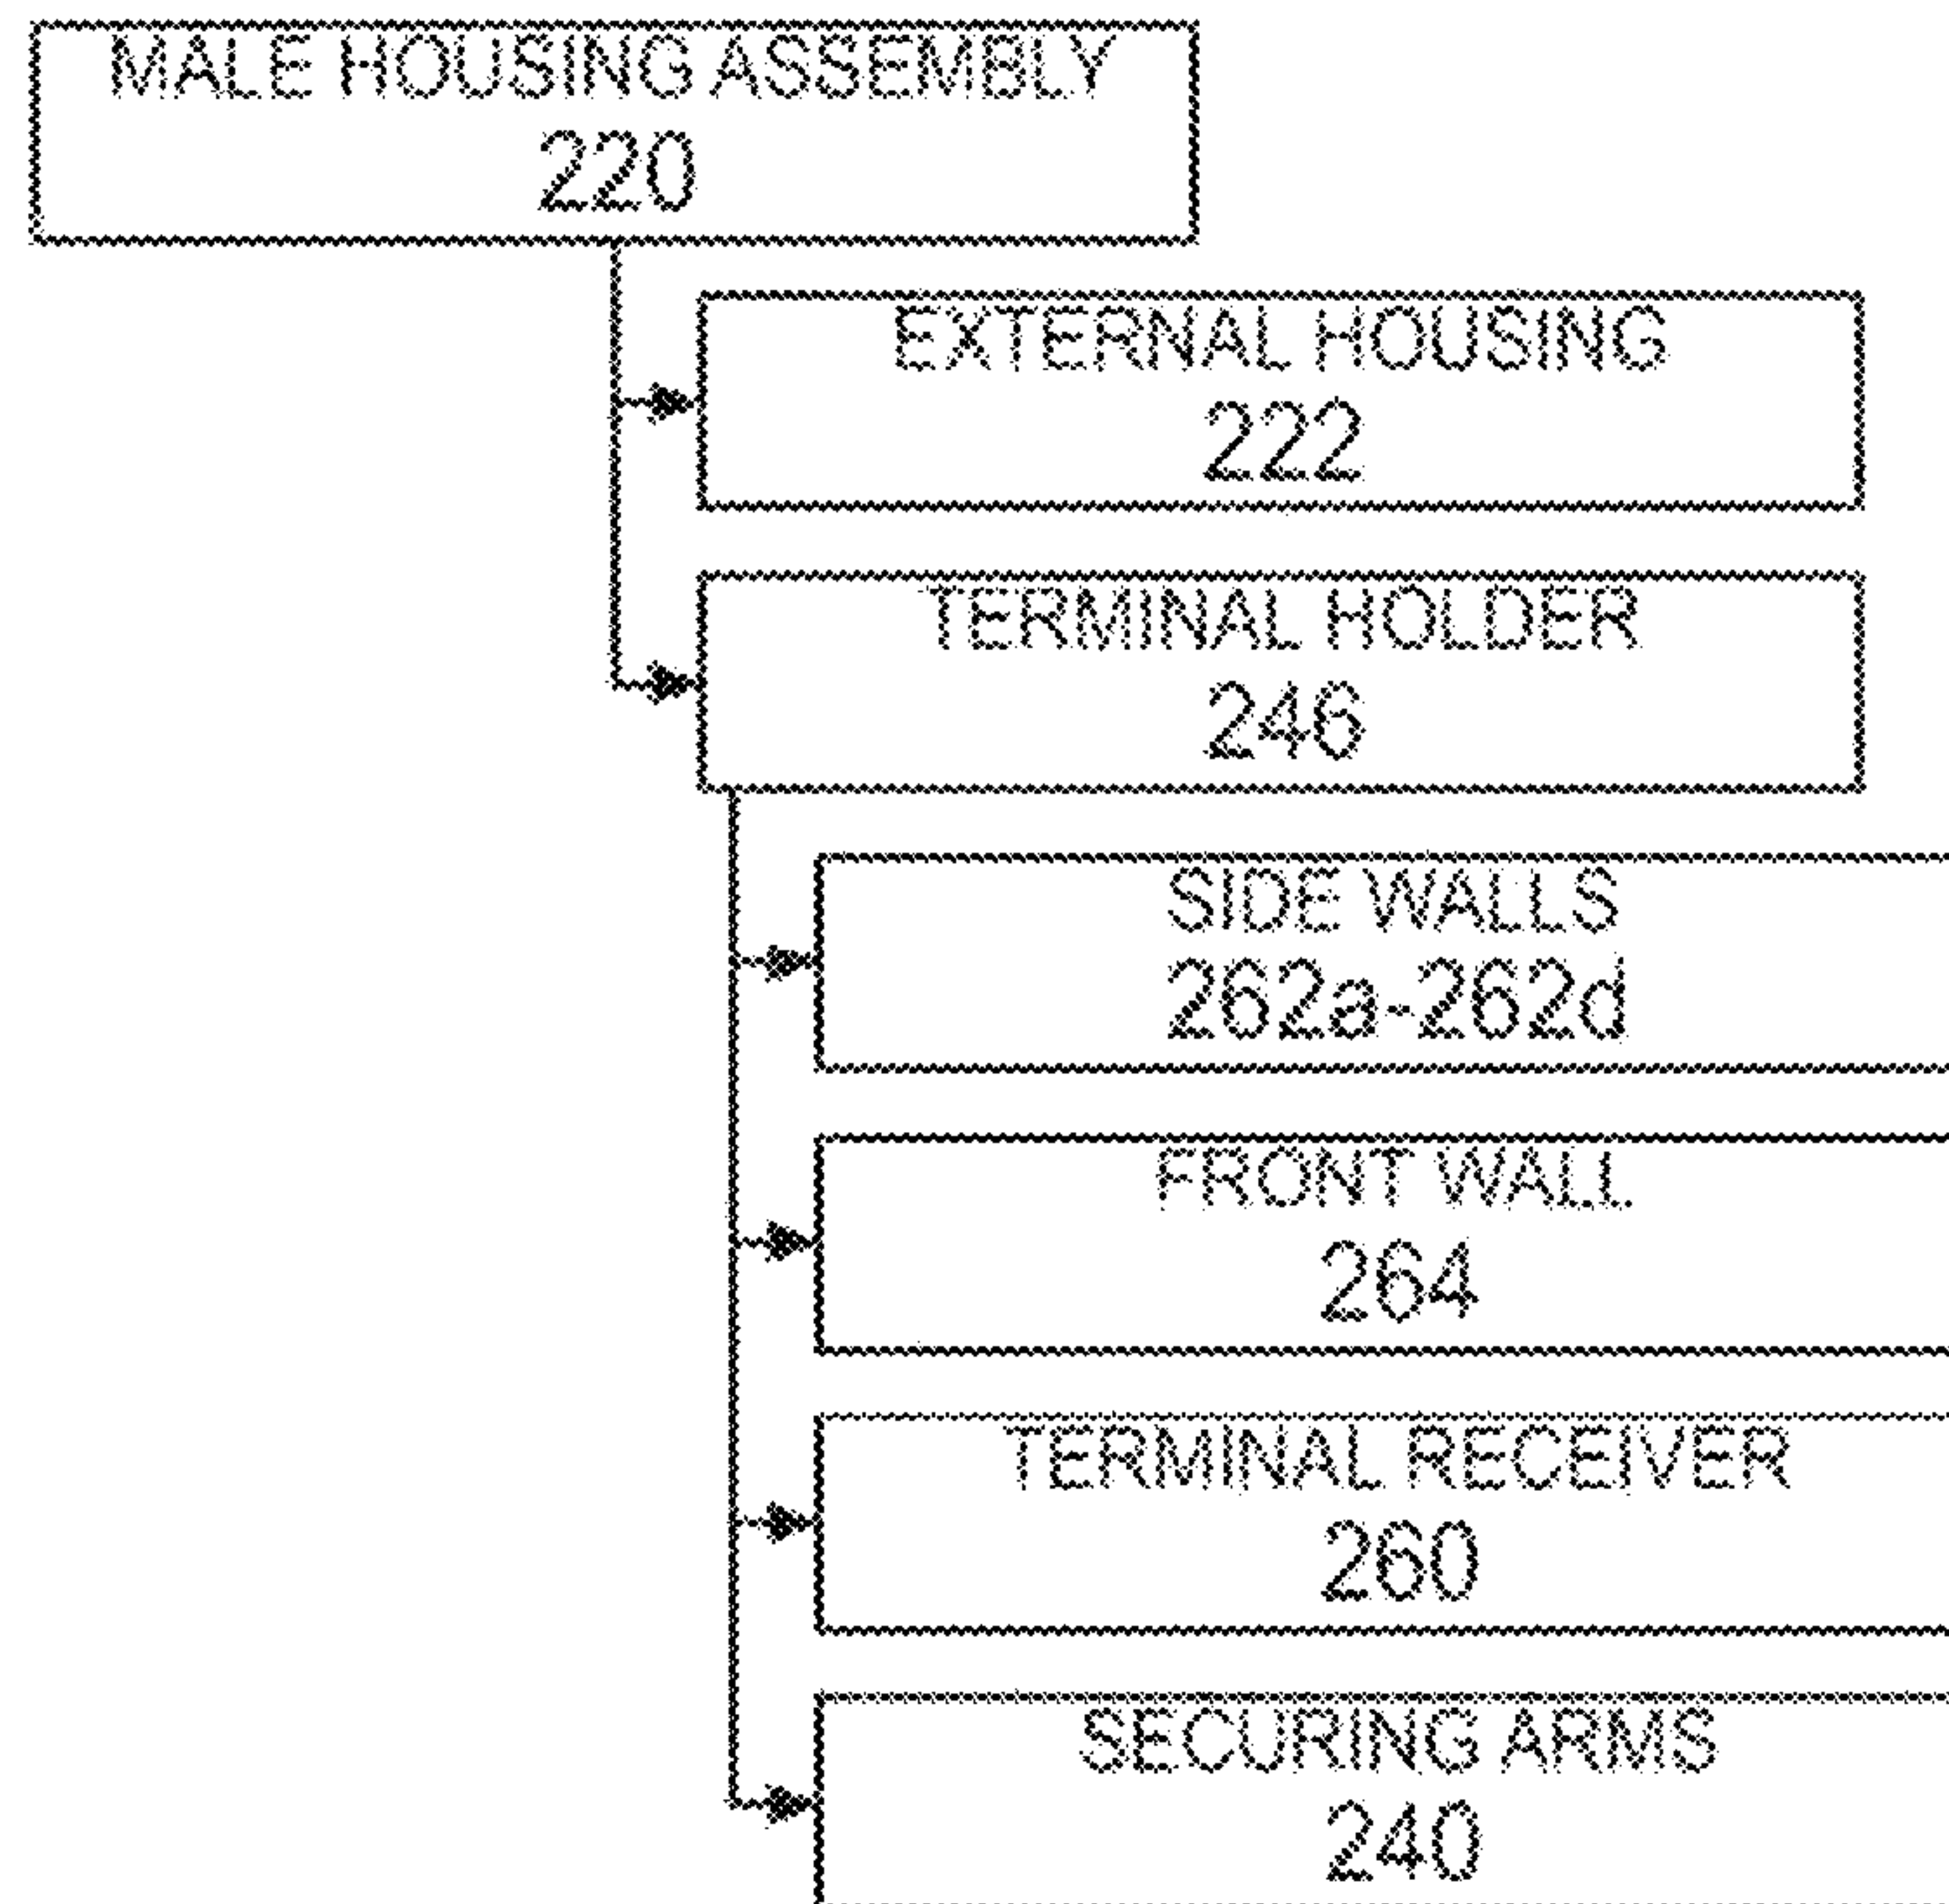 MALE HOUSING ASSEMBLY
220
EXTERNAL HOUSING
222
TERMINAL HOLDER
246
SIDE WALLS
262a-262d
FRONT WALL
264
TERMINAL RECEIVER
260
SECURING ARMS
240